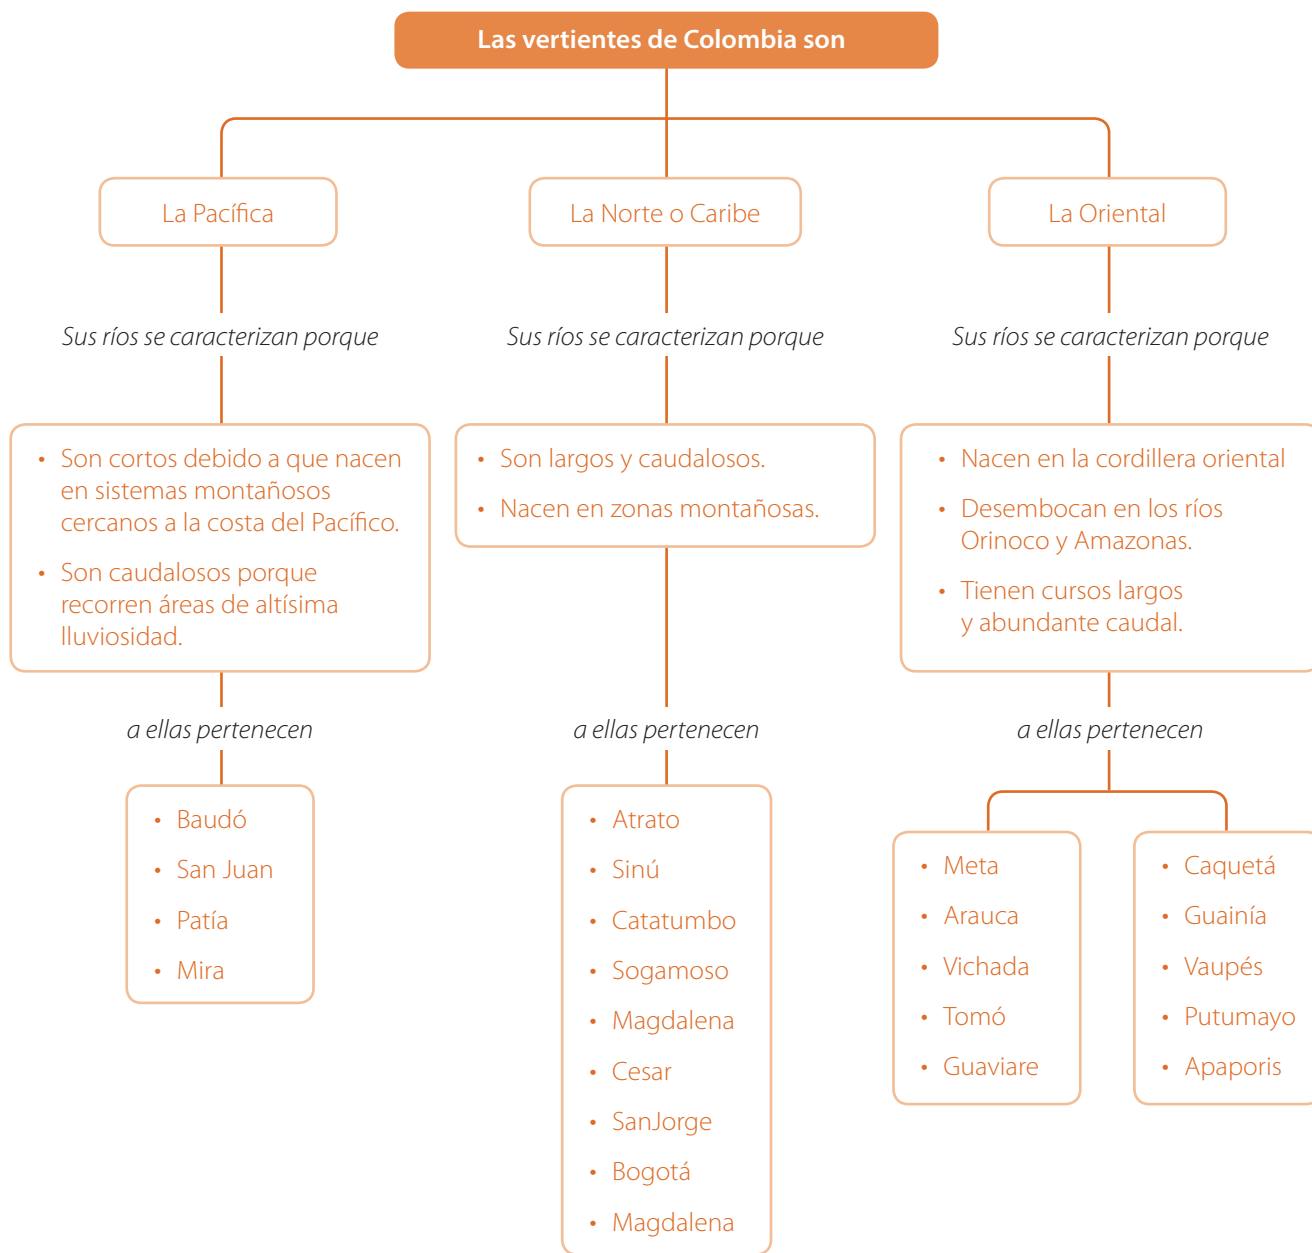 Las vertientes de Colombia son
La Pacífica
La Norte o Caribe
La Oriental
Sus ríos se caracterizan porque
Sus ríos se caracterizan porque
Sus ríos se caracterizan porque
• Son cortos debido a que nacen
en sistemas montañosos
cercanos a la costa del Pacífico.
• Son caudalosos porque
recorren áreas de altísima
lluviosidad.
• Son largos y caudalosos.
• Nacen en zonas montañosas.
• Nacen en la cordillera oriental
• Desembocan en los ríos
Orinoco y Amazonas.
• Tienen cursos largos
y abundante caudal.
a ellas pertenecen
a ellas pertenecen
a ellas pertenecen
• Baudó
• San Juan
• Patía
• Mira
• Atrato
• Sinú
• Catatumbo
• Sogamoso
• Magdalena
• Cesar
• SanJorge
• Bogotá
• Magdalena
• Meta
• Arauca
• Vichada
• Tomó
• Guaviare
• Caquetá
• Guainía
• Vaupés
• Putumayo
• Apaporis